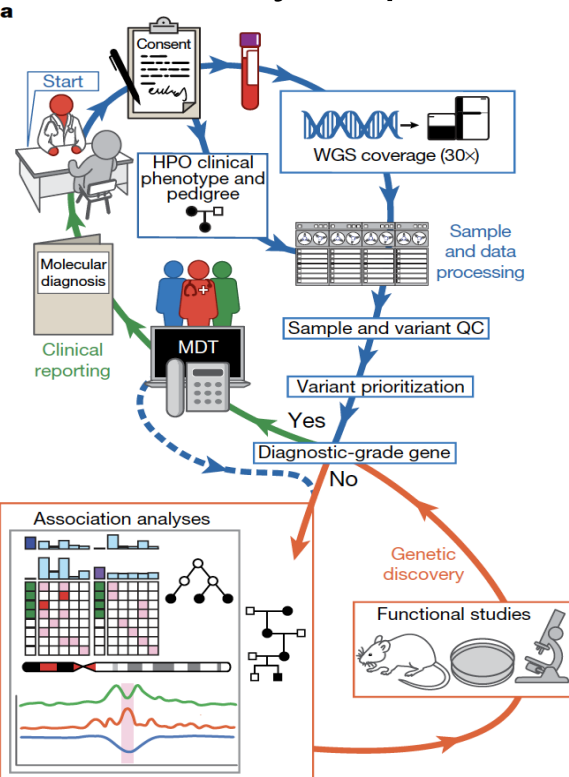 a
Start
Consent
WGS coverage (30×)
HPO clinical
phenotype and
pedigree
Sample
and data
processing
Molecular
diagnosis
Clinical
reporting
MDT
Sample and variant QC
Variant prioritization
Yes
Diagnostic-grade gene
No
Association analyses
Genetic
discovery
Functional studies